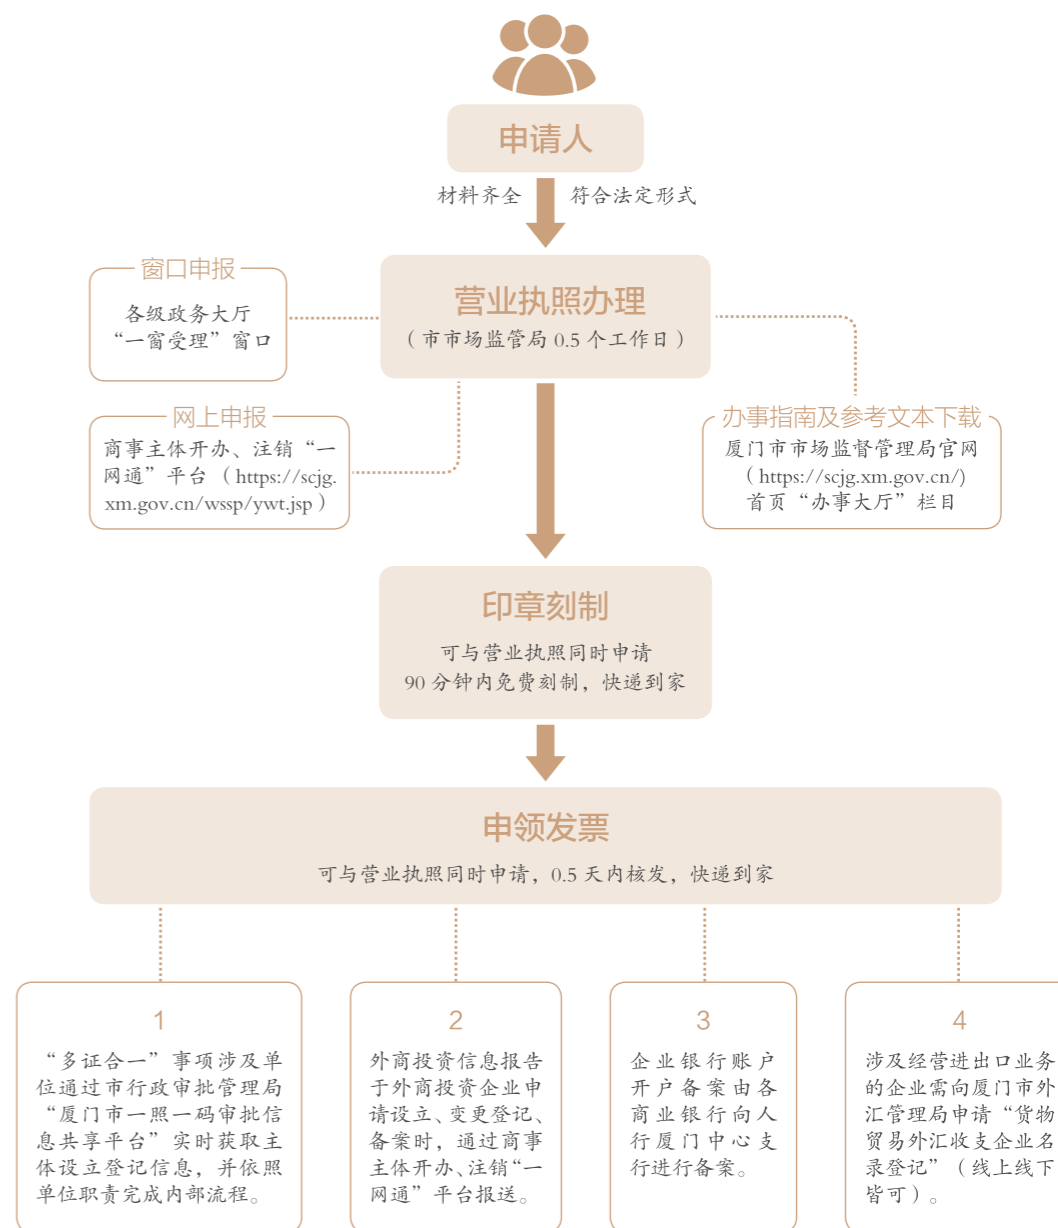 申请人
材料齐全 符合法定形式
窗口申报
各级政务大厅
“一窗受理”窗口
营业执照办理
（市市场监管局 0.5 个工作日）
网上申报
商事主体开办、注销“一
网通”平台（https://scjg.
xm.gov.cn/wssp/ywt.jsp）
办事指南及参考文本下载
厦门市市场监督管理局官网
（https://scjg.xm.gov.cn/)
首页“办事大厅”栏目
印章刻制
可与营业执照同时申请
90 分钟内免费刻制，快递到家
申领发票
可与营业执照同时申请，0.5 天内核发，快递到家
1
“多证合一”事项涉及单
位通过市行政审批管理局
“厦门市一照一码审批信
息共享平台”实时获取主
体设立登记信息，并依照
单位职责完成内部流程。
2
外商投资信息报告
于外商投资企业申
请设立、变更登记、
备案时，通过商事
主体开办、注销“一
网通”平台报送。
3
企业银行账户
开户备案由各
商业银行向人
行厦门中心支
行进行备案。
4
涉及经营进出口业务
的企业需向厦门市外
汇管理局申请“货物
贸易外汇收支企业名
录登记”（线上线下
皆可）。